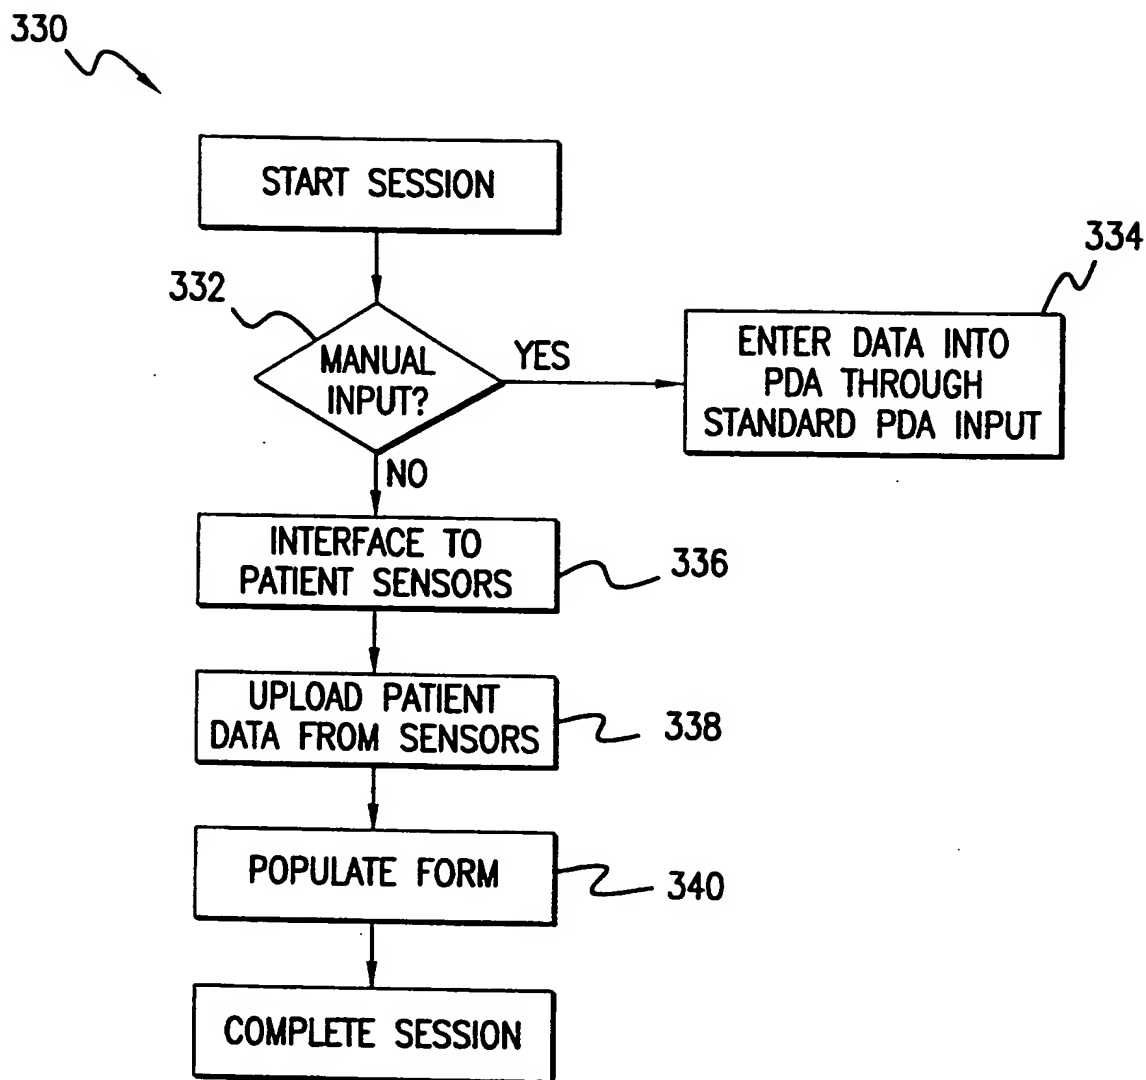 330
START SESSION
332
MANUAL
INPUT?
YES
334
ENTER DATA INTO
PDA THROUGH
STANDARD PDA INPUT
NO
INTERFACE TO
PATIENT SENSORS
336
UPLOAD PATIENT
DATA FROM SENSORS
338
POPULATE FORM
340
COMPLETE SESSION